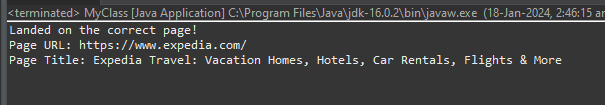 <terminated> MyClass [Java Application] C:\Program Files\Java\jdk-16.0.2\bin\javaw.exe (18-Jan-2024, 2:46:15 a
Landed on the correct page!
Page URL: https://www.expedia.com/
Page Title: Expedia Travel: Vacation Homes, Hotels, Car Rentals, Flights & More